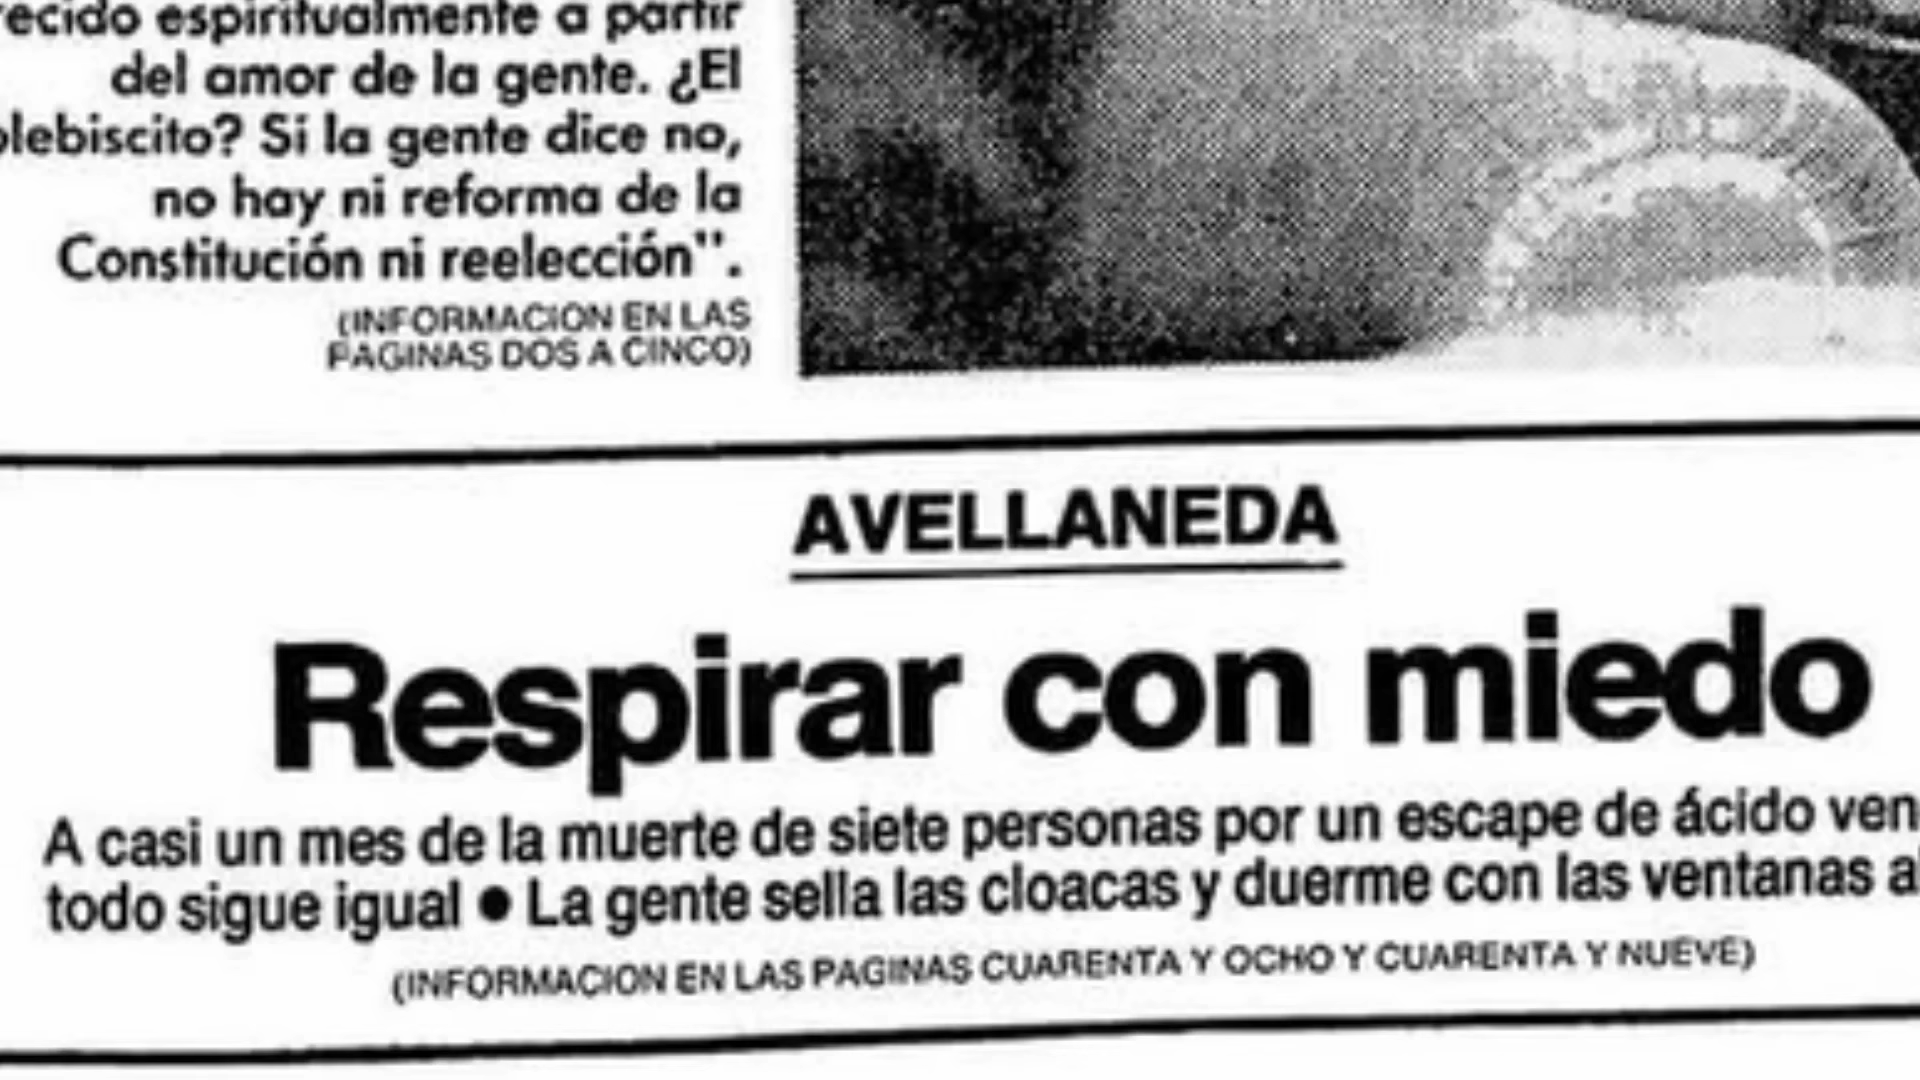 espiritualmente a partir
del amor de la gente. ¿El
plebiscito? Si la gente dice no,
no hay ni reforma de la
Constitución ni reelección".
(INFORMACION EN LAS
PAGINAS DOS A CINCO)
AVELLANEDA
Respirar con miedo
A casi un mes de la muerte de siete personas por un escape de ácido
todo sigue igual ● La gente sella las cloacas y duerme con las ventanas
(INFORMACION EN LAS PAGINAS CUARENTA Y OCHO Y CUARENTA Y NUEVE)